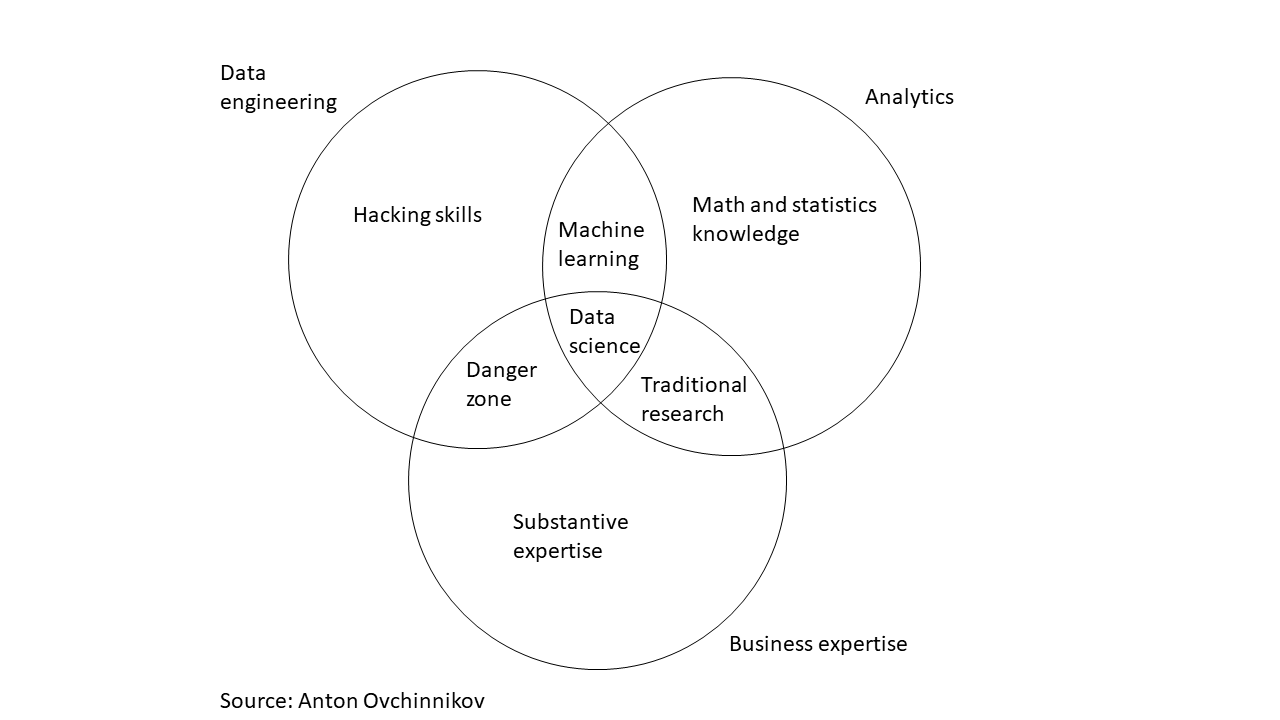 Data
engineering
Analytics
Hacking skills
Math and statistics
knowledge
Machine
learning
Data
science
Danger
zone
Traditional
research
Substantive
expertise
Business expertise
Source: Anton Ovchinnikov